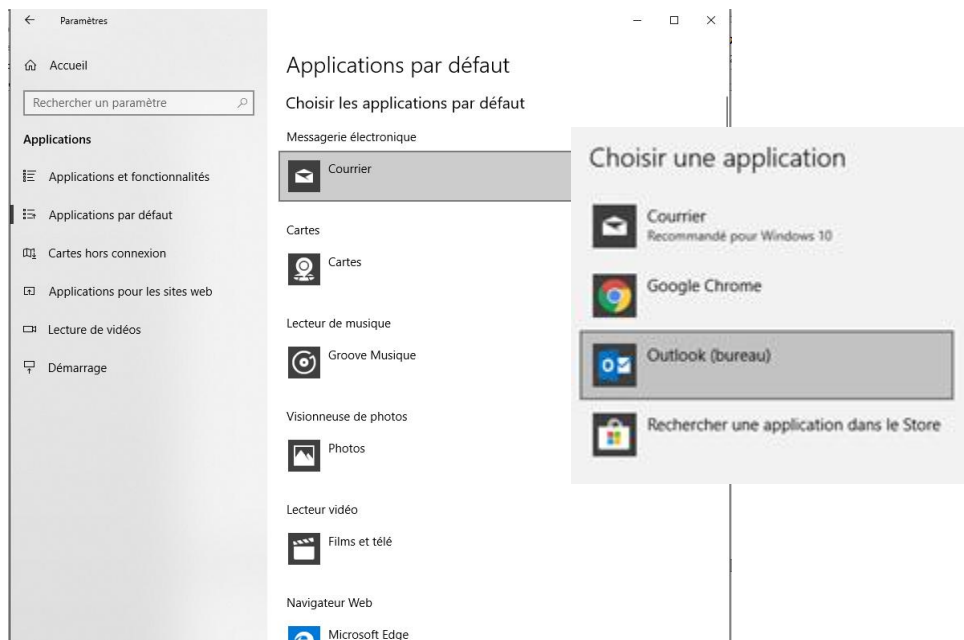 Paramètres
Accueil
Rechercher un paramètre
Applications
Applications et fonctionnalités
Applications par défaut
Cartes hors connexion
Applications pour les sites web
Lecture de vidéos
Démarrage
Applications par défaut
Choisir les applications par défaut
Messagerie électronique
Courrier
Cartes
Cartes
Lecteur de musique
Groove Musique
Visionneuse de photos
Photos
Lecteur vidéo
Films et télé
Navigateur Web
Microsoft Edge
Choisir une application
Courrier
Recommandé pour Windows 10
Google Chrome
Outlook (bureau)
Rechercher une application dans le Store